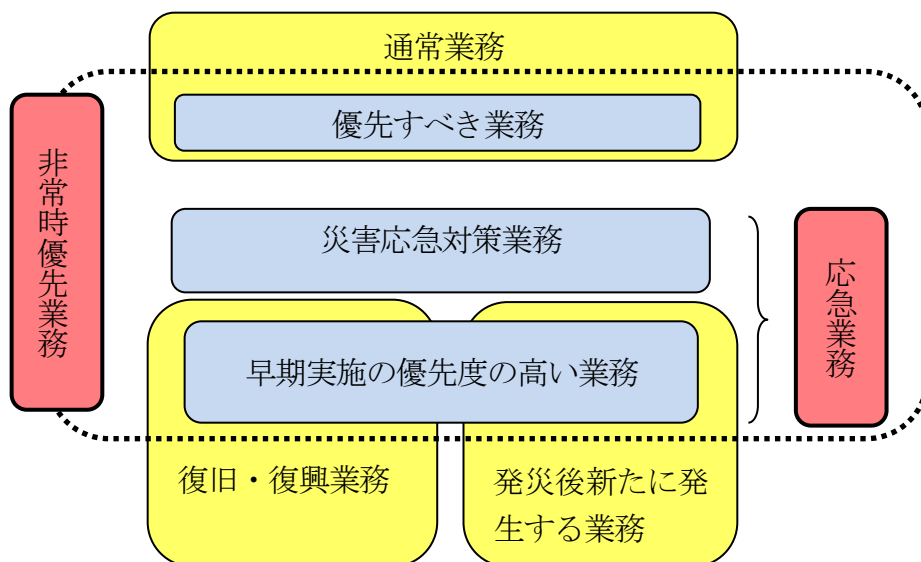 通常業務
優先すべき業務
非常時優先業務
災害応急対策業務
応急業務
早期実施の優先度の高い業務
復旧・復興業務
発災後新たに発
生する業務